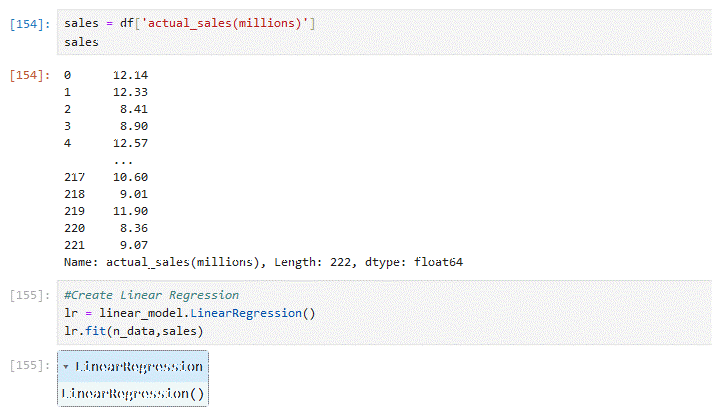 [154]: sales = df['actual_sales(millions)']
sales
[154]: 0 12.14
1 12.33
2 8.41
3 8.90
4 12.57
...
217 10.60
218 9.01
219 11.90
220 8.36
221 9.07
Name: actual_sales(millions), Length: 222, dtype: float64
[155]: #Create Linear Regression
lr = linear_model.LinearRegression()
lr.fit(n_data,sales)
[155]: ▾ LinearRegression
LinearRegression()